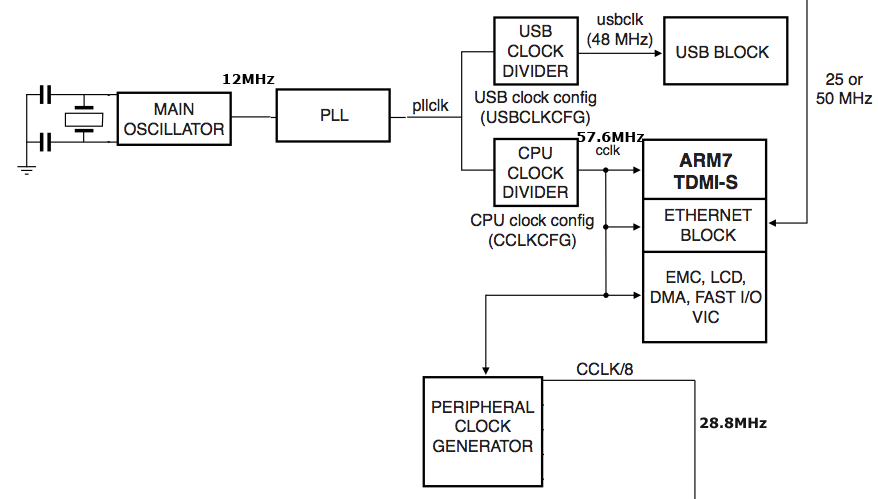 12MHz
MAIN
OSCILLATOR
PLL
pllclk
USB
CLOCK
DIVIDER
usbclk
(48 MHz)
USB BLOCK
USB clock config
(USBCLKCFG)
25 or
50 MHz
57.6MHz
cclk
CPU
CLOCK
DIVIDER
CPU clock config
(CCLKCFG)
ARM7
TDMI-S
ETHERNET
BLOCK
EMC, LCD,
DMA, FAST I/O
VIC
CCLK/8
PERIPHERAL
CLOCK
GENERATOR
28.8MHz